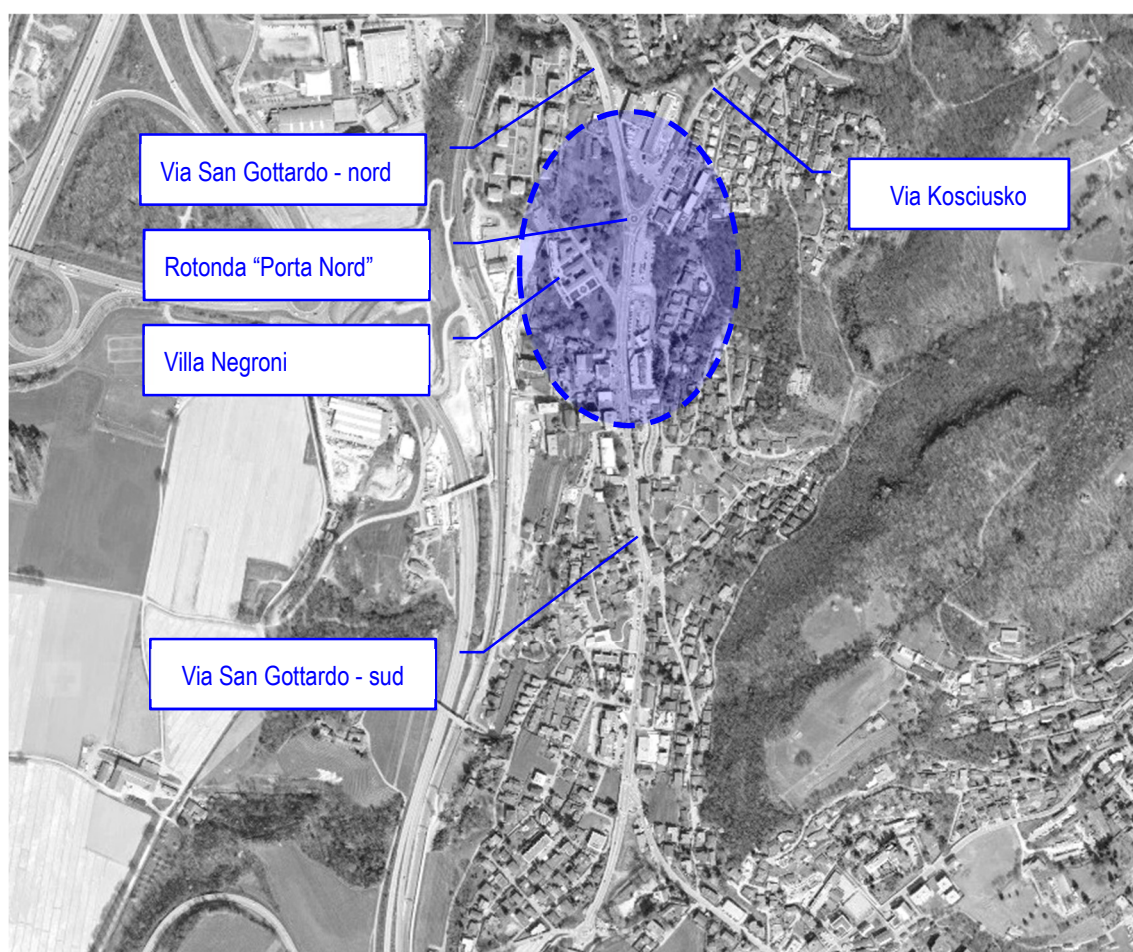 Via San Gottardo - nord
Via Kosciusko
Rotonda “Porta Nord”
Villa Negroni
Via San Gottardo - sud